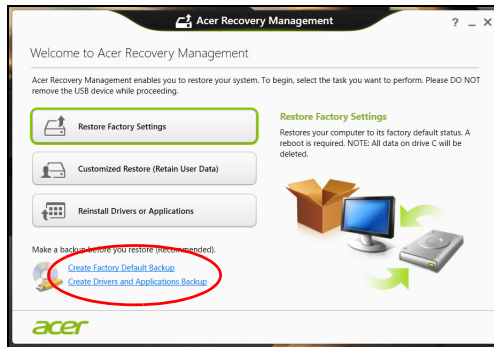 Acer Recovery Management
Welcome to Acer Recovery Management
Acer Recovery Management enables you to restore your system. To begin, select the task you want to perform. Please DO NOT
remove the USB device while proceeding.
Restore Factory Settings
Customized Restore (Retain User Data)
Reinstall Drivers or Applications
Restore Factory Settings
Restores your computer to its factory default status. A
reboot is required. NOTE: All data on drive C will be
deleted.
Make a backup before you restore (Recommended).
Create Factory Default Backup
Create Drivers and Applications Backup
acer